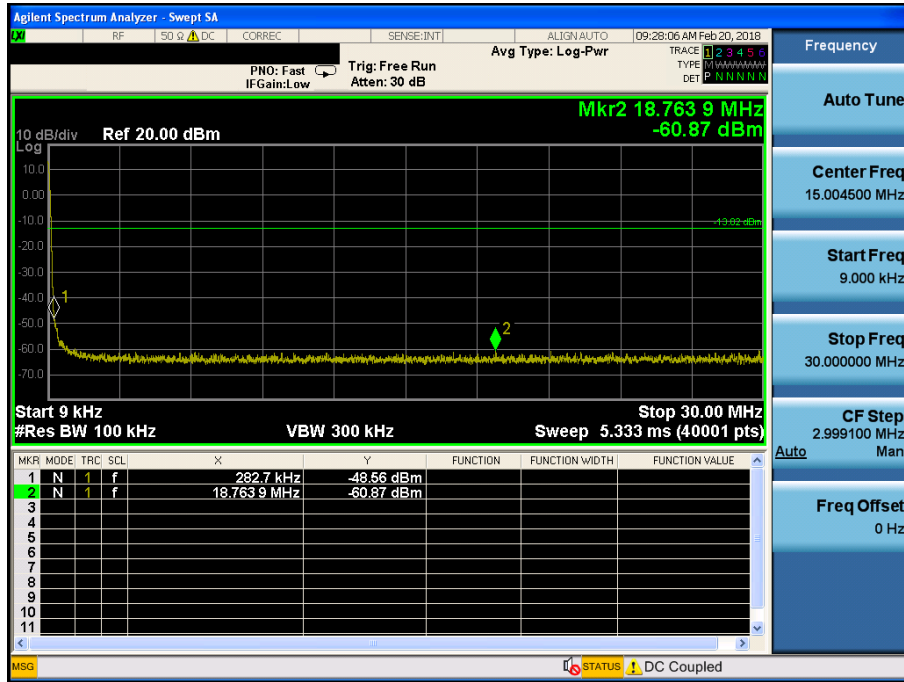 Agilent Spectrum Analyzer - Swept SA
LXI RF 50 Ω DC CORREC SENSE:INT ALIGN AUTO 09:28:06 AM Feb 20, 2018
Avg Type: Log-Pwr TRACE 1 2 3 4 5 6
PNO: Fast Trig: Free Run TYPE M WWWWW
IFGain:Low Atten: 30 dB DET P N N N N N
Frequency
Auto Tune
Center Freq
15.004500 MHz
Start Freq
9.000 kHz
Stop Freq
30.000000 MHz
CF Step
2.999100 MHz
Auto Man
Freq Offset
0 Hz
Mkr2 18.763 9 MHz
-60.87 dBm
10 dB/div Ref 20.00 dBm
Log
10.0
0.00
-10.0
-13.02 dBm
-20.0
-30.0
-40.0
1
-50.0
2
-60.0
-70.0
Start 9 kHz Stop 30.00 MHz
#Res BW 100 kHz VBW 300 kHz Sweep 5.333 ms (40001 pts)
MKR MODE TRC SCL X Y FUNCTION FUNCTION WIDTH FUNCTION VALUE
1 N 1 f 282.7 kHz -48.56 dBm
2 N 1 f 18.763 9 MHz -60.87 dBm
3
4
5
6
7
8
9
10
11
MSG STATUS DC Coupled